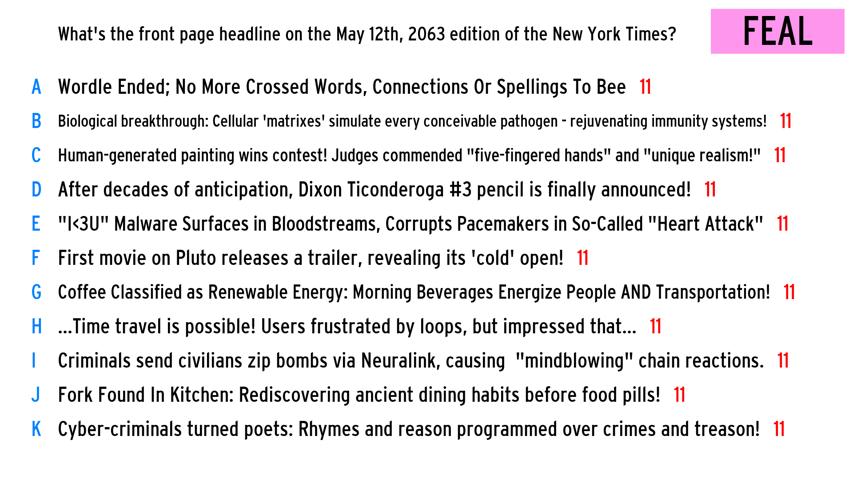 What's the front page headline on the May 12th, 2063 edition of the New York Times?
FEAL
A Wordle Ended; No More Crossed Words, Connections Or Spellings To Bee 11
B Biological breakthrough: Cellular 'matrixes' simulate every conceivable pathogen - rejuvenating immunity systems! 11
C Human-generated painting wins contest! Judges commended "five-fingered hands" and "unique realism!" 11
D After decades of anticipation, Dixon Ticonderoga #3 pencil is finally announced! 11
E "I<3U" Malware Surfaces in Bloodstreams, Corrupts Pacemakers in So-Called "Heart Attack" 11
F First movie on Pluto releases a trailer, revealing its 'cold' open! 11
G Coffee Classified as Renewable Energy: Morning Beverages Energize People AND Transportation! 11
H ...Time travel is possible! Users frustrated by loops, but impressed that... 11
I Criminals send civilians zip bombs via Neuralink, causing  "mindblowing" chain reactions. 11
J Fork Found In Kitchen: Rediscovering ancient dining habits before food pills! 11
K Cyber-criminals turned poets: Rhymes and reason programmed over crimes and treason! 11